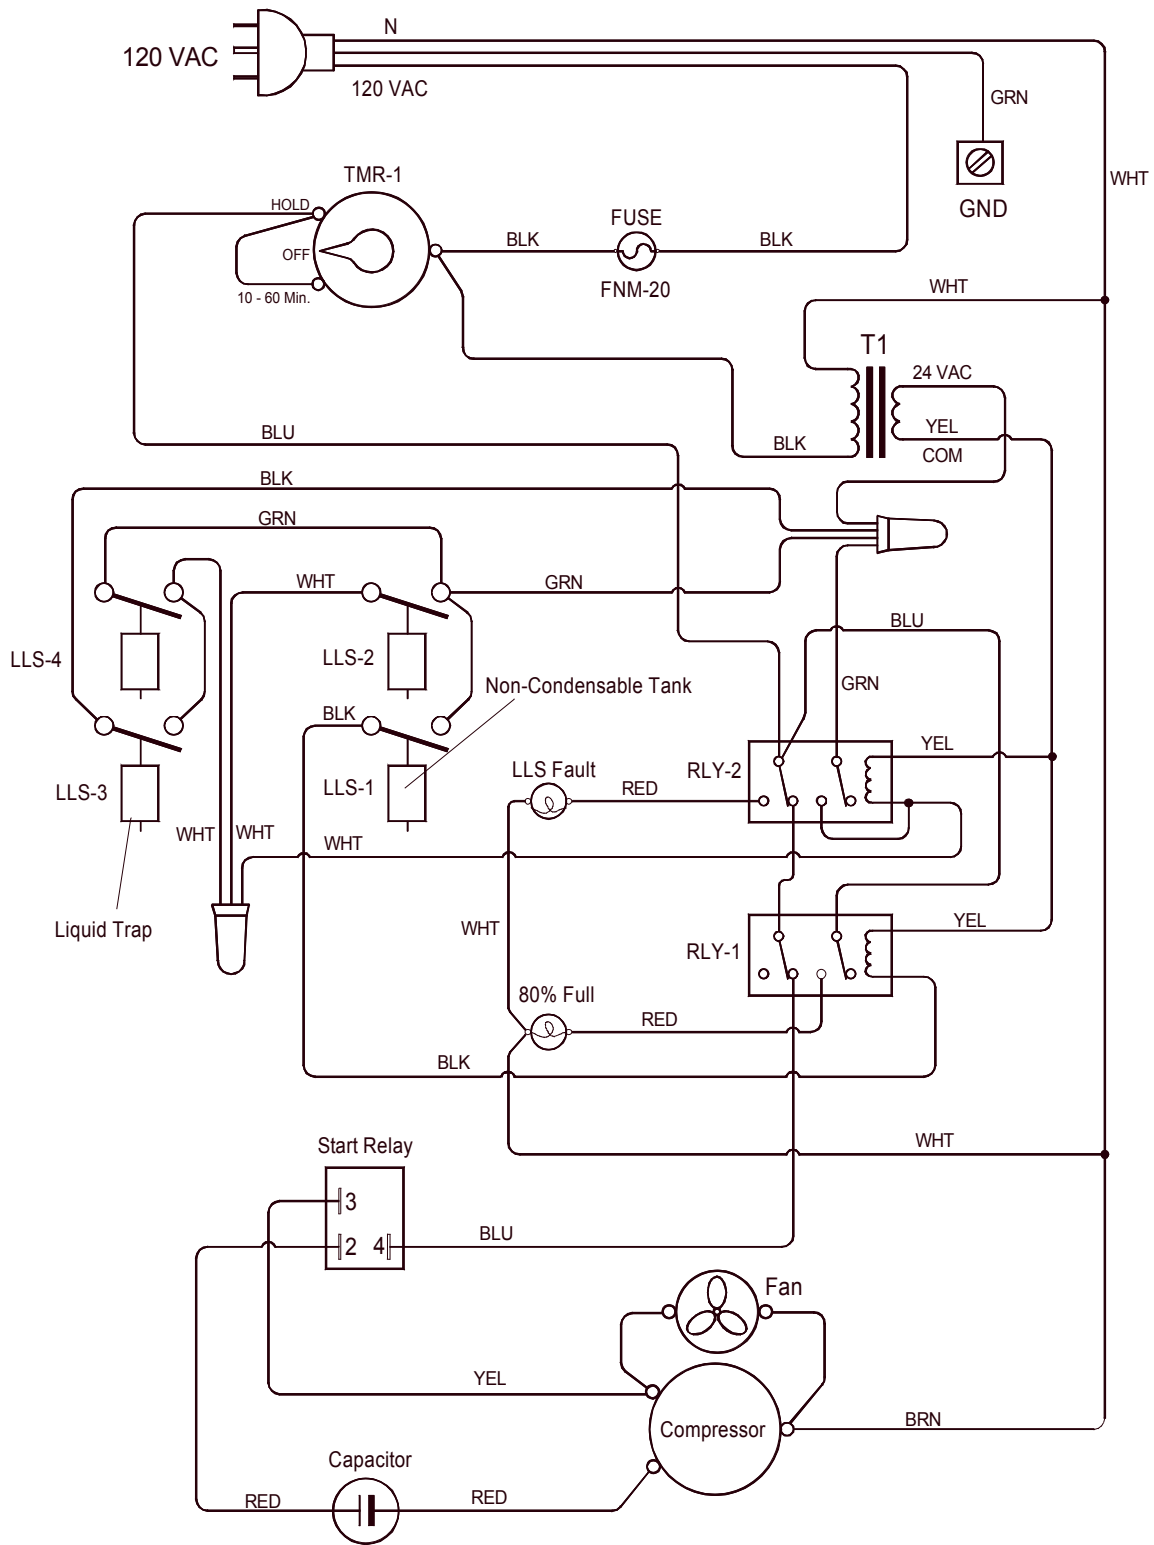 N
120 VAC
120 VAC
GRN
WHT
GND
TMR-1
HOLD
OFF
10 - 60 Min.
BLK
FUSE
FNM-20
BLK
WHT
T1
24 VAC
YEL
COM
BLK
BLU
BLK
GRN
WHT
GRN
BLU
LLS-4
LLS-2
GRN
Non-Condensable Tank
BLK
YEL
LLS-3
LLS-1
LLS Fault
RED
RLY-2
WHT
WHT
WHT
Liquid Trap
WHT
YEL
RLY-1
80% Full
RED
BLK
WHT
Start Relay
3
2
4
BLU
Fan
YEL
Compressor
BRN
Capacitor
RED
RED